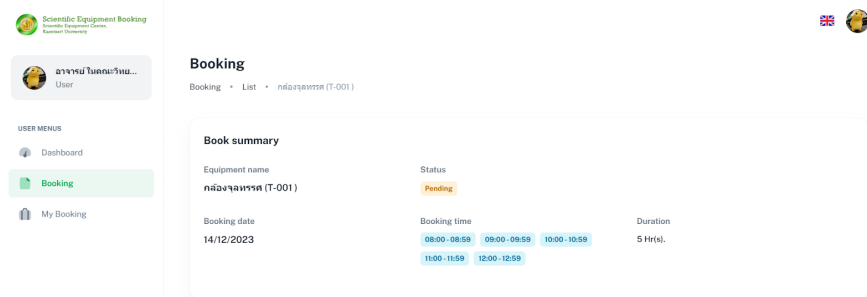 Scientific Equipment Booking
Scientific Equipment Center,
Kasetsart University
อาจารย์ ในคณะวิทย...
User
USER MENUS
Dashboard
Booking
My Booking
Booking
Booking • List • กล้องจุลทรรศ (T-001 )
Book summary
Equipment name
Status
กล้องจุลทรรศ (T-001 )
Pending
Booking date
Booking time
Duration
14/12/2023
08:00 - 08:59 09:00 - 09:59 10:00 - 10:59
5 Hr(s).
11:00 - 11:59 12:00 - 12:59